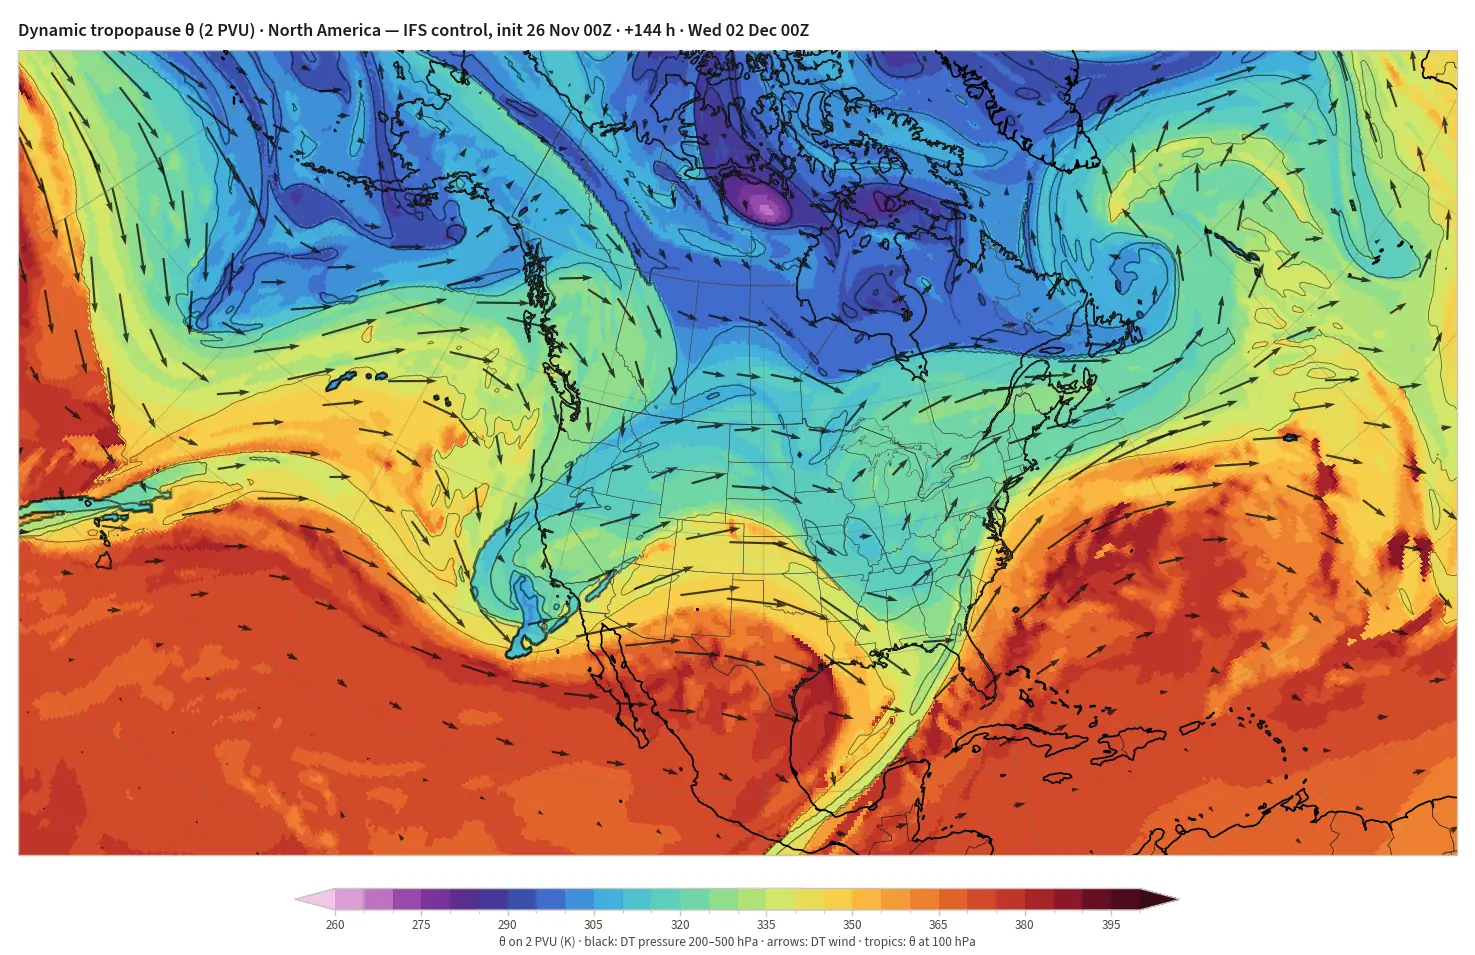 Dynamic tropopause θ (2 PVU) · North America — IFS control, init 26 Nov 00Z · +144 h · Wed 02 Dec 00Z
260 275 290 305 320 335 350 365 380 395
θ on 2 PVU (K) · black: DT pressure 200–500 hPa · arrows: DT wind · tropics: θ at 100 hPa